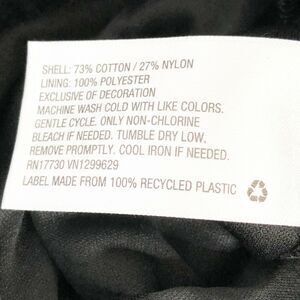 SHELL: 73% COTTON / 27% NYLON
LINING: 100% POLYESTER
EXCLUSIVE OF DECORATION
MACHINE WASH COLD WITH LIKE COLORS.
GENTLE CYCLE. ONLY NON-CHLORINE
BLEACH IF NEEDED. TUMBLE DRY LOW.
REMOVE PROMPTLY. COOL IRON IF NEEDED.
RN17730 VN1299629
LABEL MADE FROM 100% RECYCLED PLASTIC